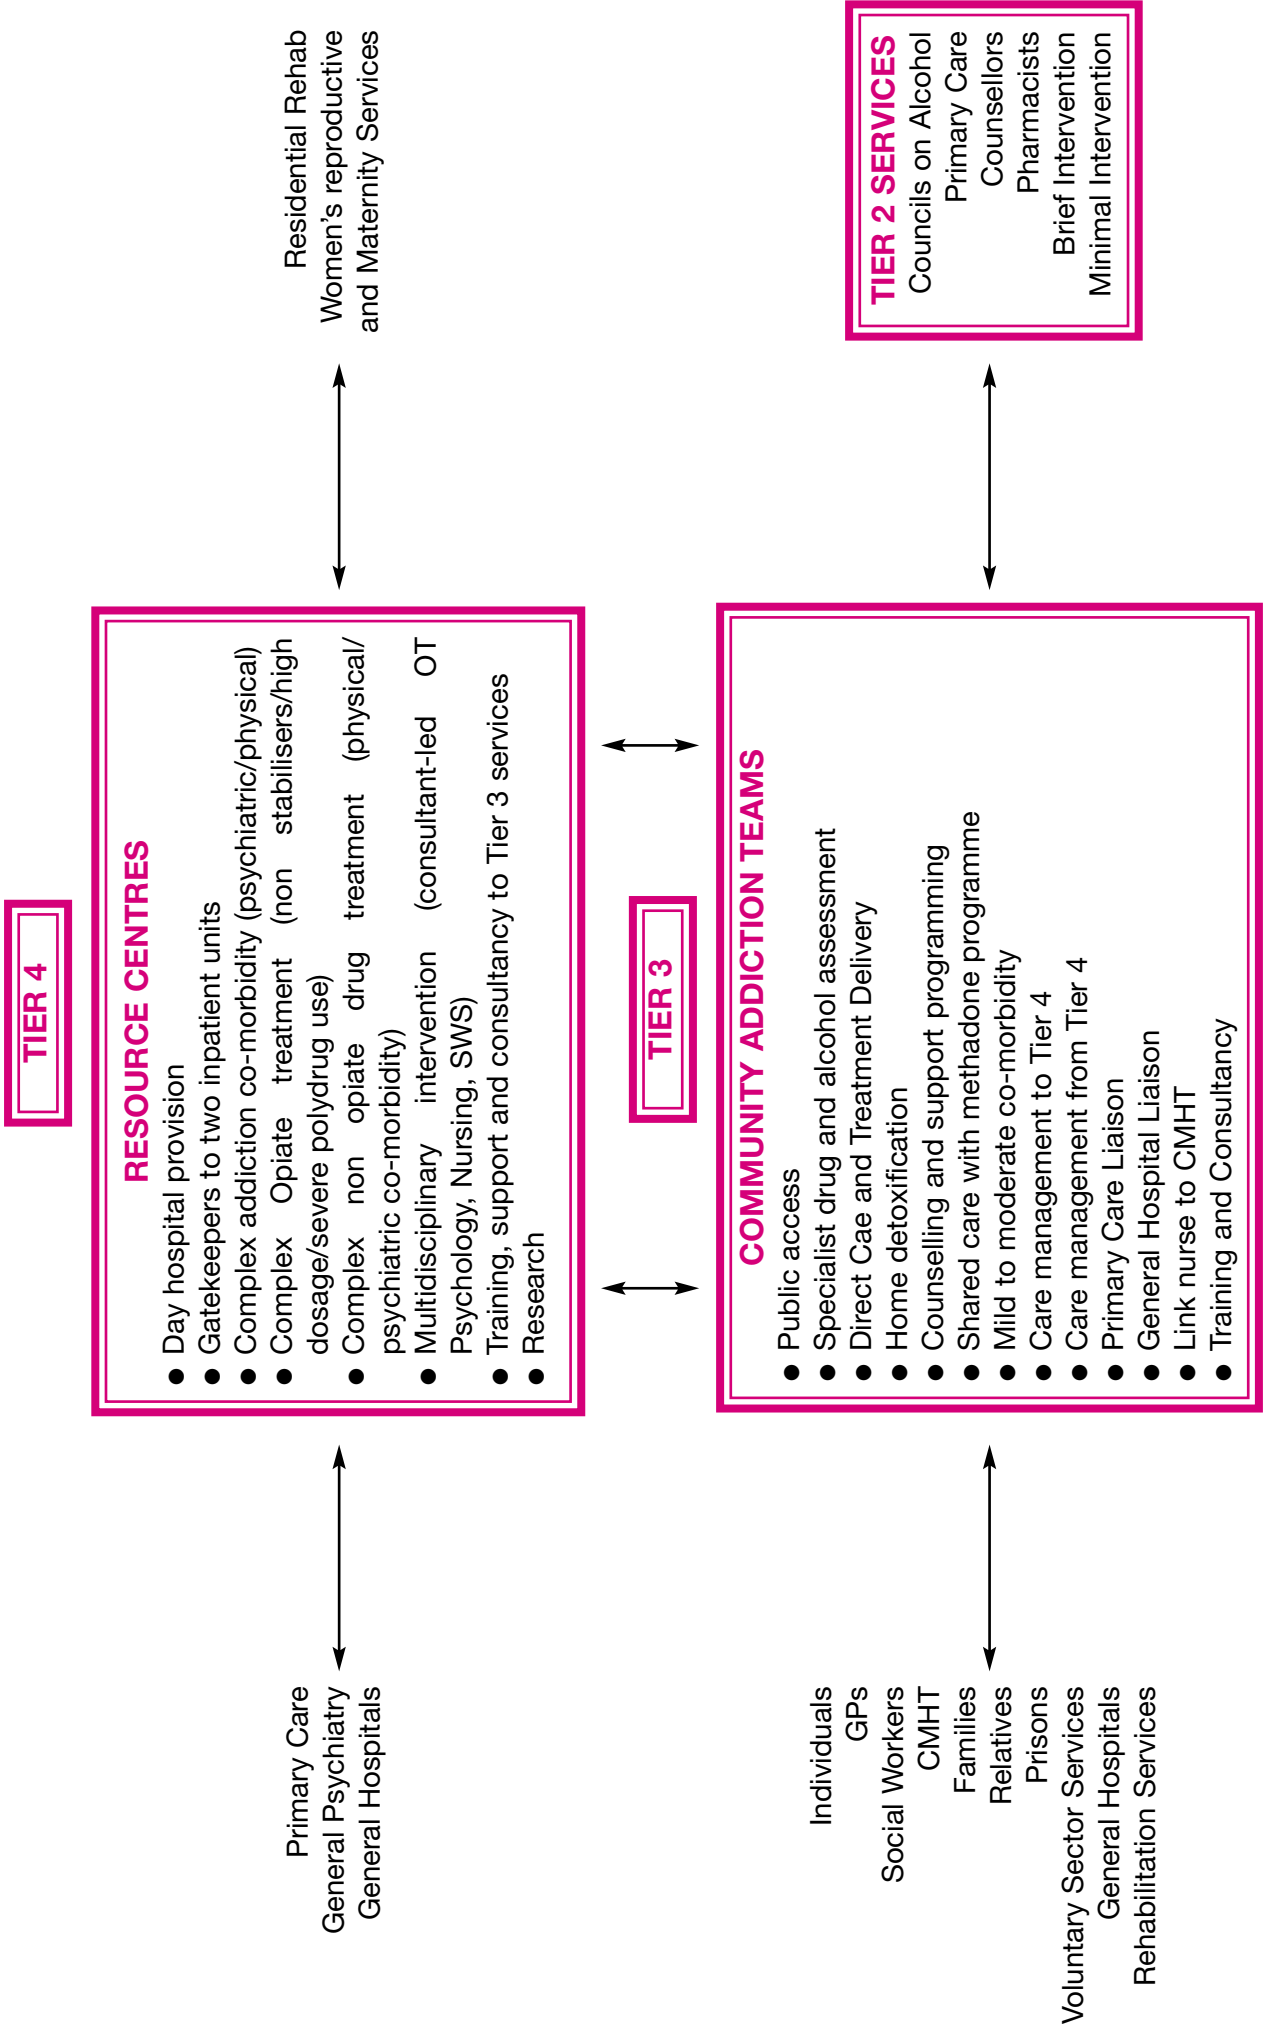 TIER 4
RESOURCE CENTRES
● Day hospital provision
● Gatekeepers to two inpatient units
● Complex addiction co-morbidity (psychiatric/physical)
● Complex Opiate treatment (non stabilisers/high
dosage/severe polydrug use)
● Complex non opiate drug treatment (physical/
psychiatric co-morbidity)
● Multidisciplinary intervention (consultant-led OT
Psychology, Nursing, SWS)
● Training, support and consultancy to Tier 3 services
● Research
Primary Care
General Psychiatry
General Hospitals
Residential Rehab
Women's reproductive
and Maternity Services
TIER 3
COMMUNITY ADDICTION TEAMS
● Public access
● Specialist drug and alcohol assessment
● Direct Cae and Treatment Delivery
● Home detoxification
● Counselling and support programming
● Shared care with methadone programme
● Mild to moderate co-morbidity
● Care management to Tier 4
● Care management from Tier 4
● Primary Care Liaison
● General Hospital Liaison
● Link nurse to CMHT
● Training and Consultancy
Individuals
GPs
Social Workers
CMHT
Families
Relatives
Prisons
Voluntary Sector Services
General Hospitals
Rehabilitation Services
TIER 2 SERVICES
Councils on Alcohol
Primary Care
Counsellors
Pharmacists
Brief Intervention
Minimal Intervention